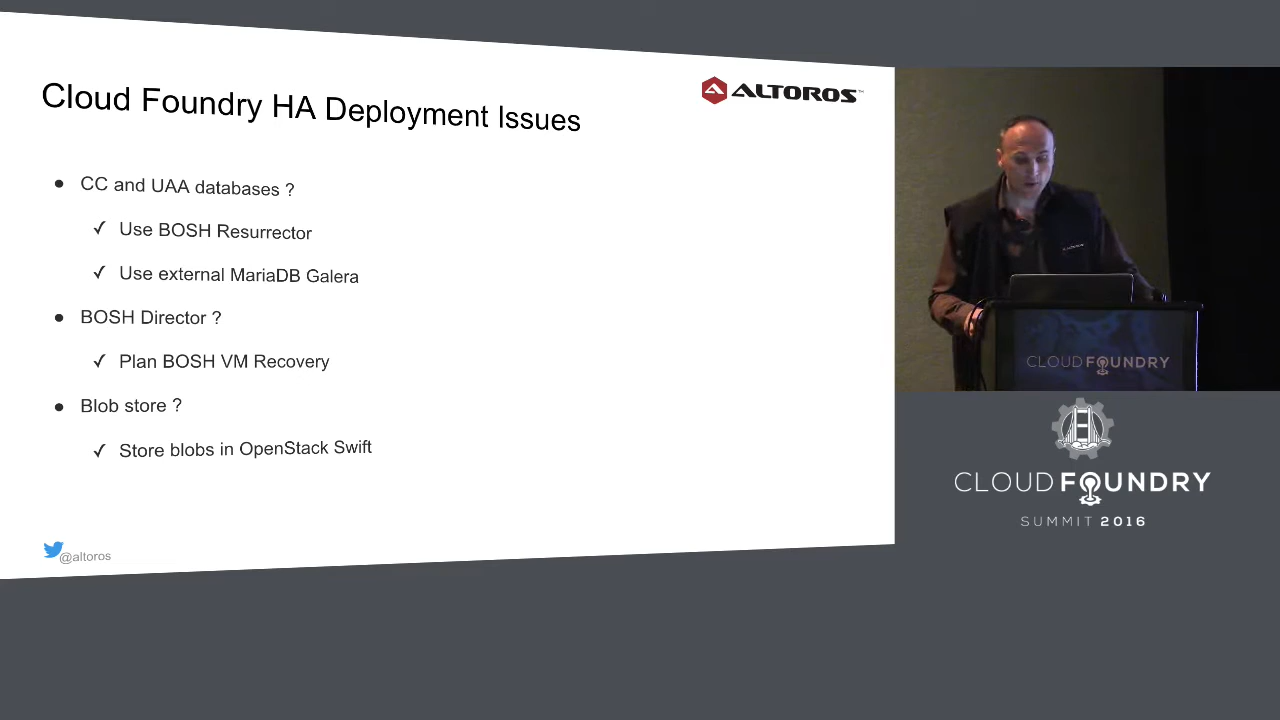 Cloud Foundry HA Deployment Issues
ALTOROS
● CC and UAA databases ?
✓ Use BOSH Resurrector
✓ Use external MariaDB Galera
● BOSH Director ?
✓ Plan BOSH VM Recovery
● Blob store ?
✓ Store blobs in OpenStack Swift
@altoros
CLOUD FOUNDRY
CLOUD FOUNDRY
SUMMIT 2016